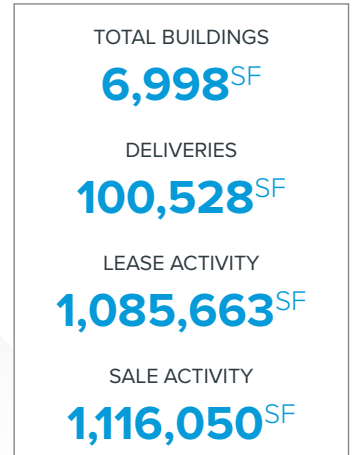 TOTAL BUILDINGS
6,998SF
DELIVERIES
100,528SF
LEASE ACTIVITY
1,085,663SF
SALE ACTIVITY
1,116,050SF